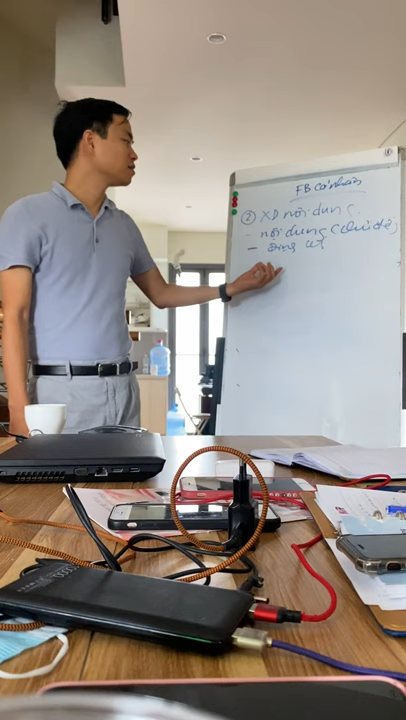 FB cá nhân
② XD nội dung.
- nội dung (chủ đề)
-